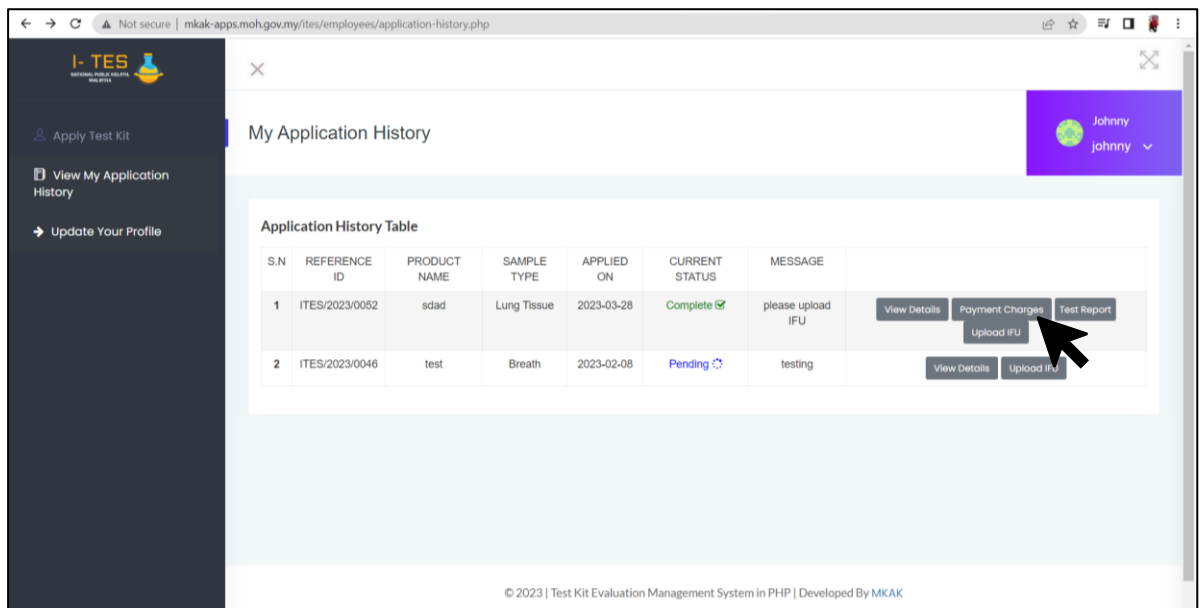 Not secure | mkak-apps.moh.gov.my/ites/employees/application-history.php
I- TES
MALAYSIA
Apply Test Kit
View My Application
History
Update Your Profile
My Application History
Johnny
johnny
Application History Table
S.N REFERENCE ID PRODUCT NAME SAMPLE TYPE APPLIED ON CURRENT STATUS MESSAGE
1 ITES/2023/0052 sdad Lung Tissue 2023-03-28 Complete please upload IFU View Details Payment Charges Test Report
Upload IFU
2 ITES/2023/0046 test Breath 2023-02-08 Pending testing View Details Upload IFU
© 2023 | Test Kit Evaluation Management System in PHP | Developed By MKAK